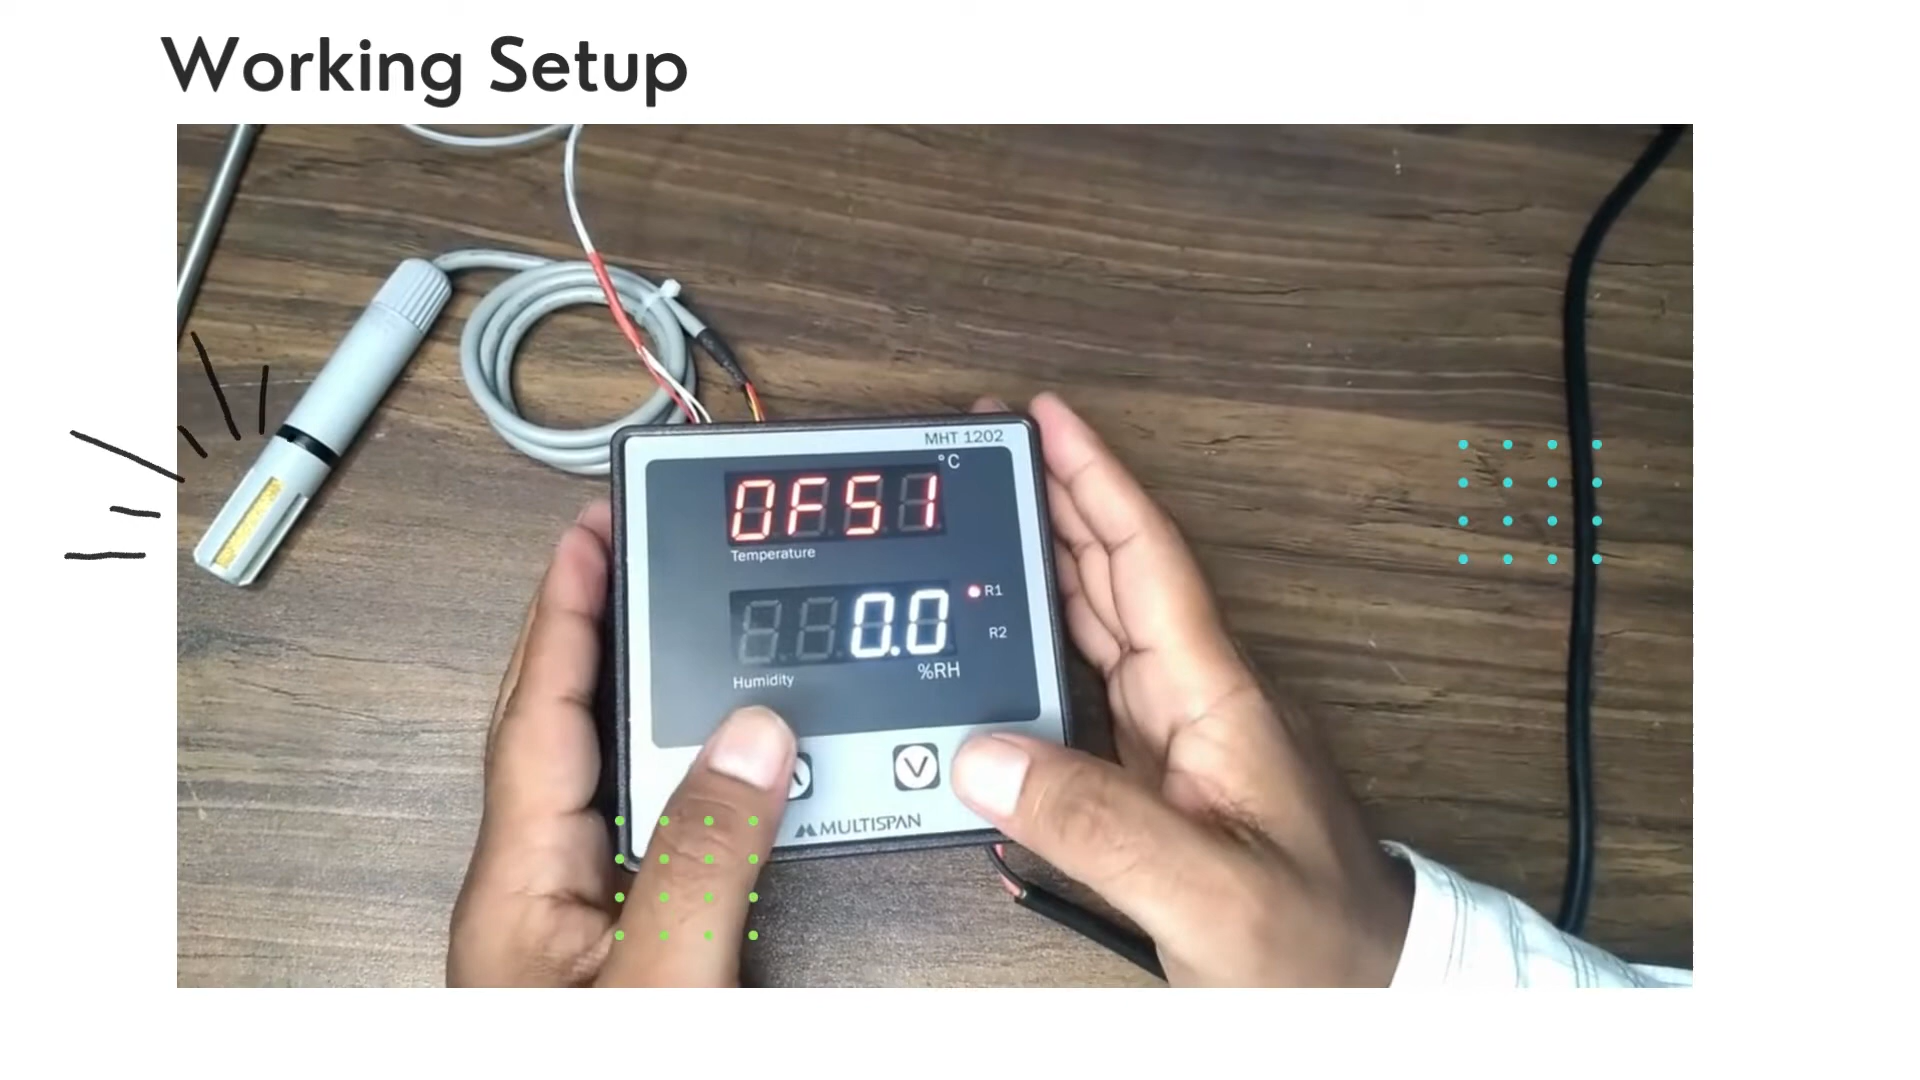 Working Setup
MHT 1202
°C
OFS1
Temperature
R1
0.0
R2
%RH
Humidity
MULTISPAN